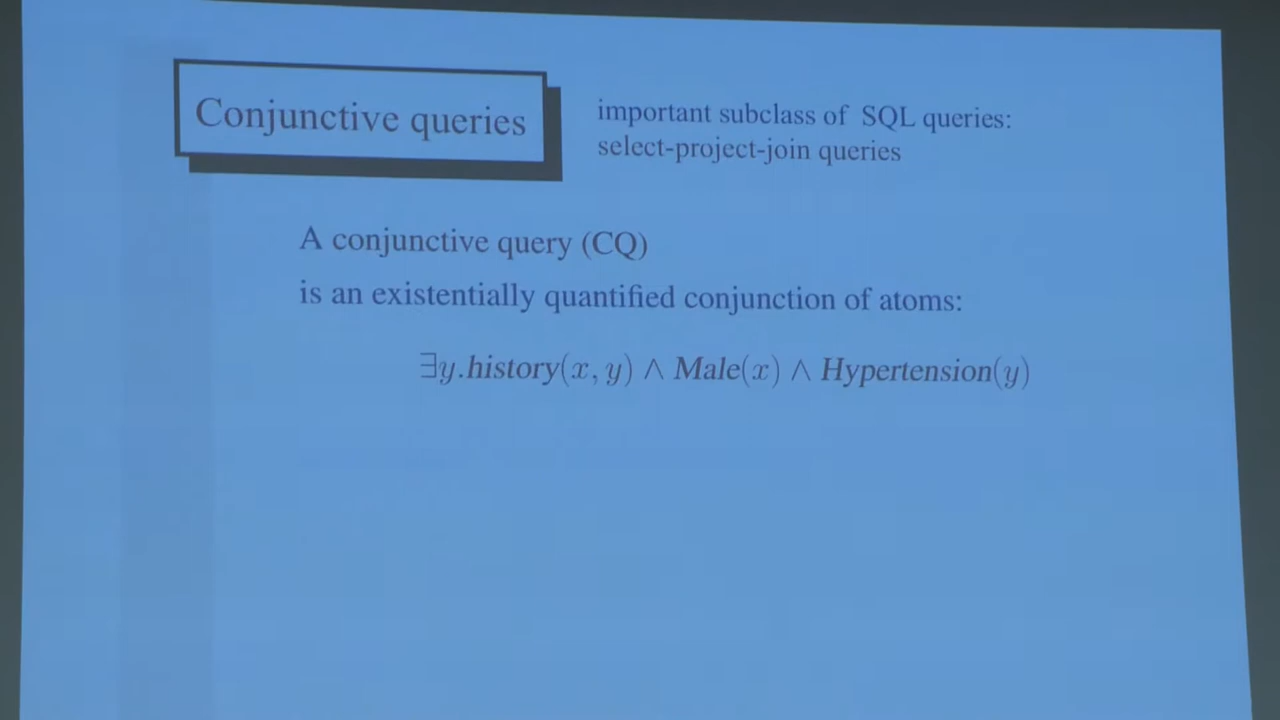 Conjunctive queries
important subclass of SQL queries:
select-project-join queries
A conjunctive query (CQ)
is an existentially quantified conjunction of atoms:
∃y.history(x, y) ∧ Male(x) ∧ Hypertension(y)